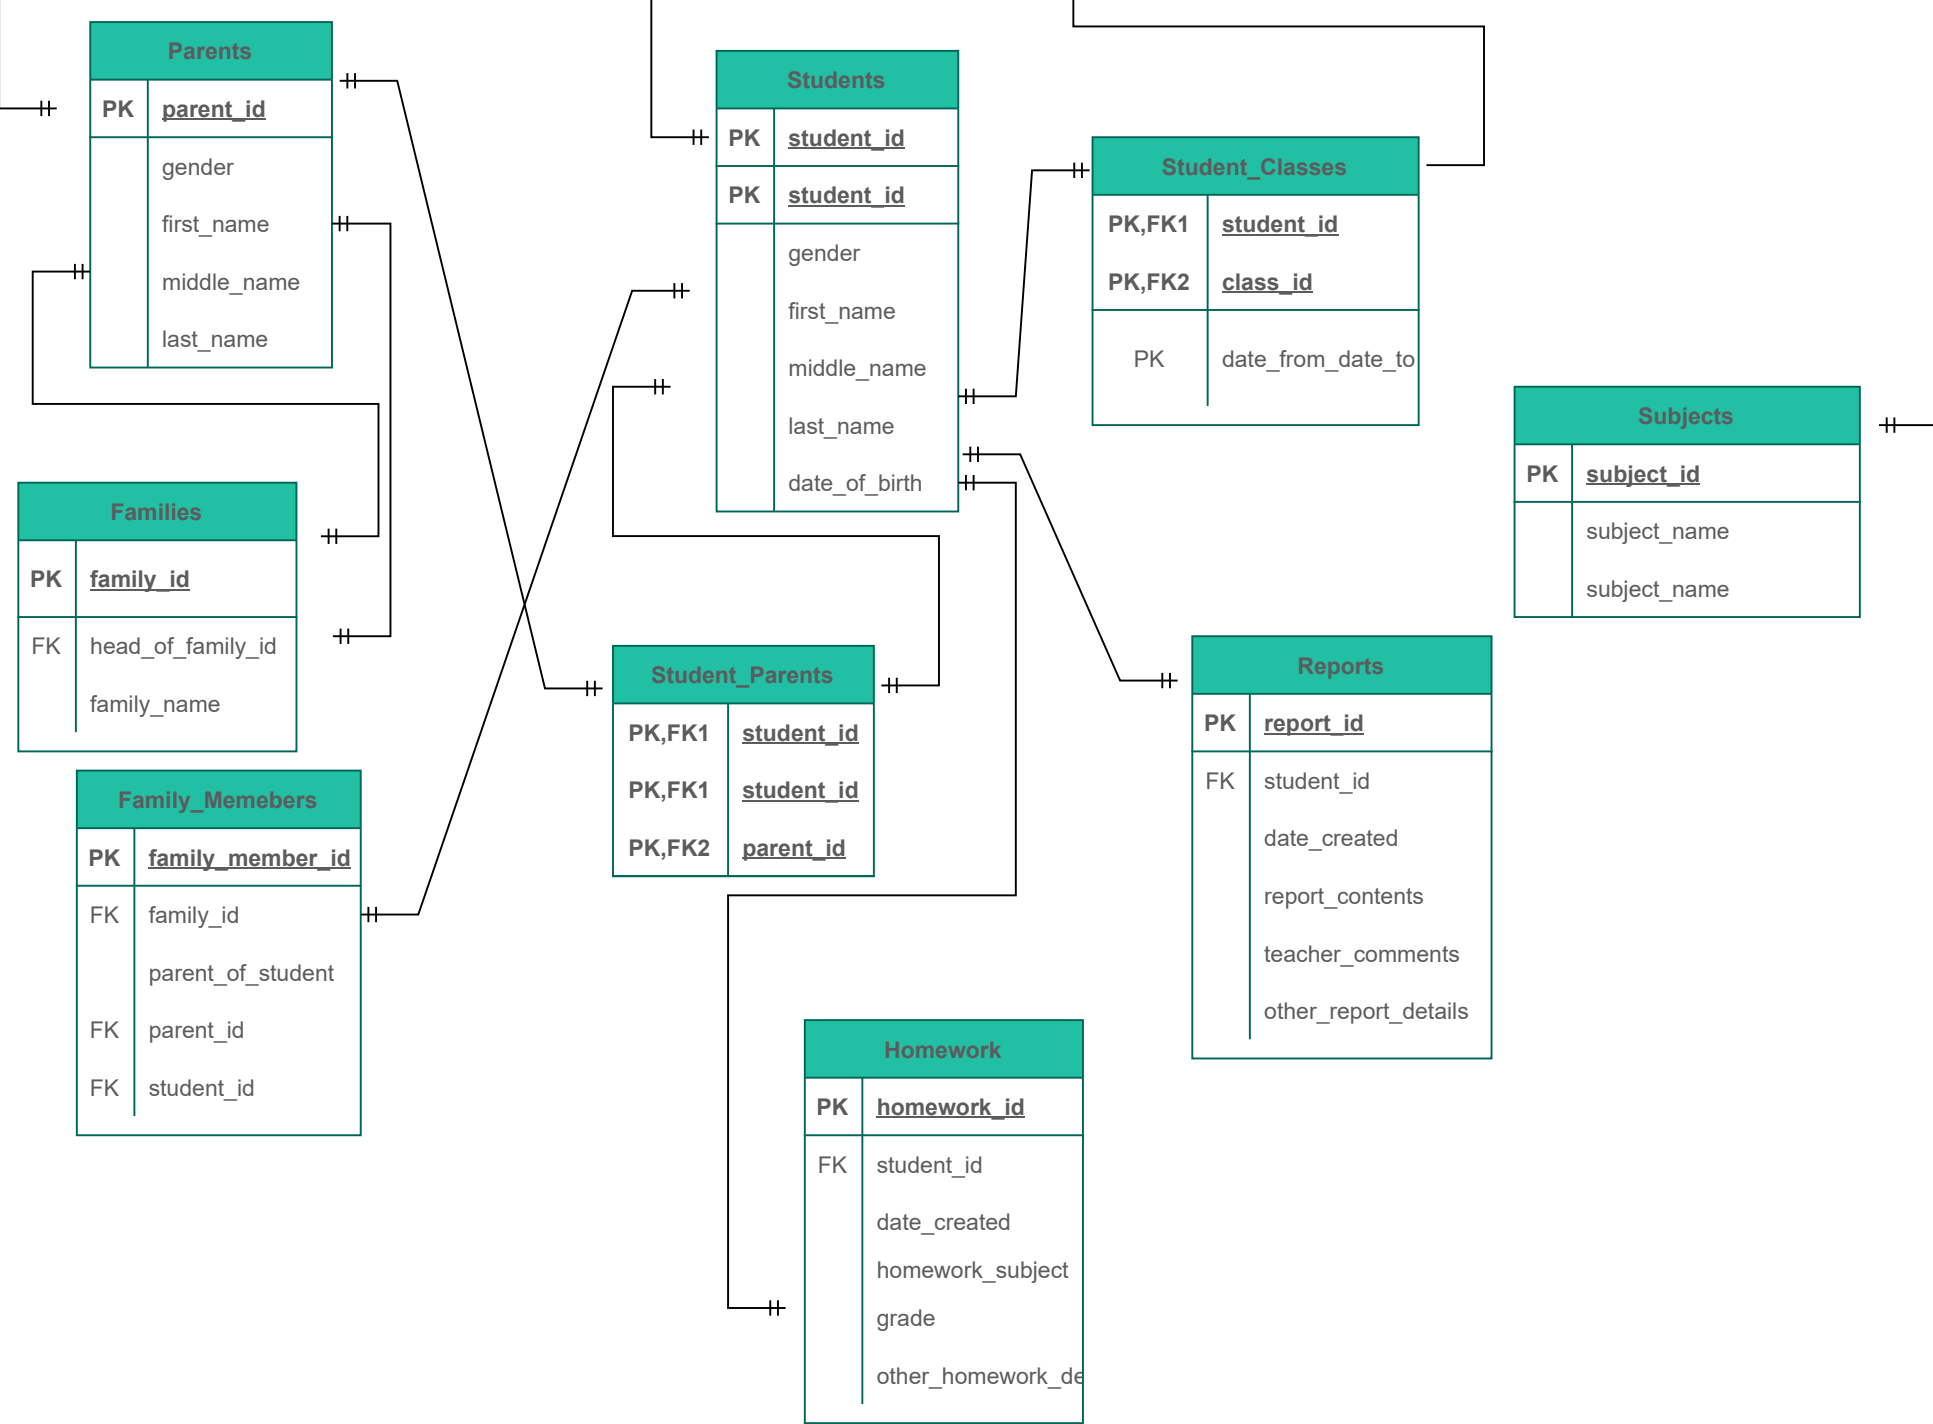 Parents
PK parent_id
gender
first_name
middle_name
last_name
Students
PK student_id
PK student_id
gender
first_name
middle_name
last_name
date_of_birth
Student_Classes
PK,FK1 student_id
PK,FK2 class_id
PK date_from_date_to
Subjects
PK subject_id
subject_name
subject_name
Families
PK family_id
FK head_of_family_id
family_name
Student_Parents
PK,FK1 student_id
PK,FK1 student_id
PK,FK2 parent_id
Reports
PK report_id
FK student_id
date_created
report_contents
teacher_comments
other_report_details
Family_Memebers
PK family_member_id
FK family_id
parent_of_student
FK parent_id
FK student_id
Homework
PK homework_id
FK student_id
date_created
homework_subject
grade
other_homework_de